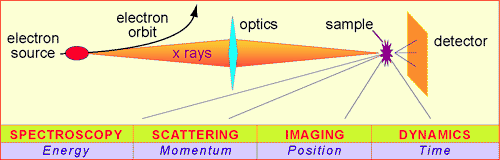 electron
orbit
optics
sample
electron
source
x rays
detector
SPECTROSCOPY SCATTERING IMAGING DYNAMICS
Energy Momentum Position Time